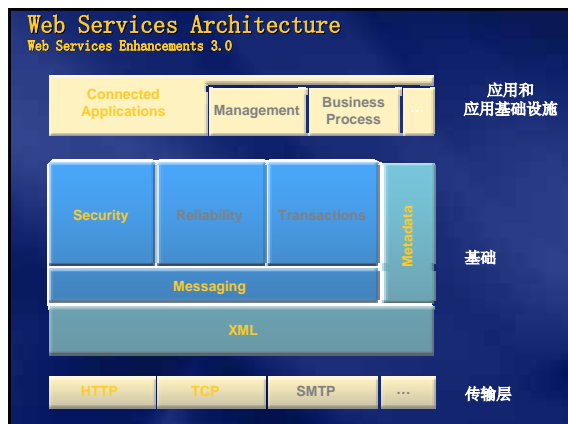 Web Services Architecture
Web Services Enhancements 3.0
Connected
Applications
Management
Business
Process
...
应用和
应用基础设施
Security
Reliability
Transactions
Metadata
Messaging
基础
XML
HTTP
TCP
SMTP
...
传输层